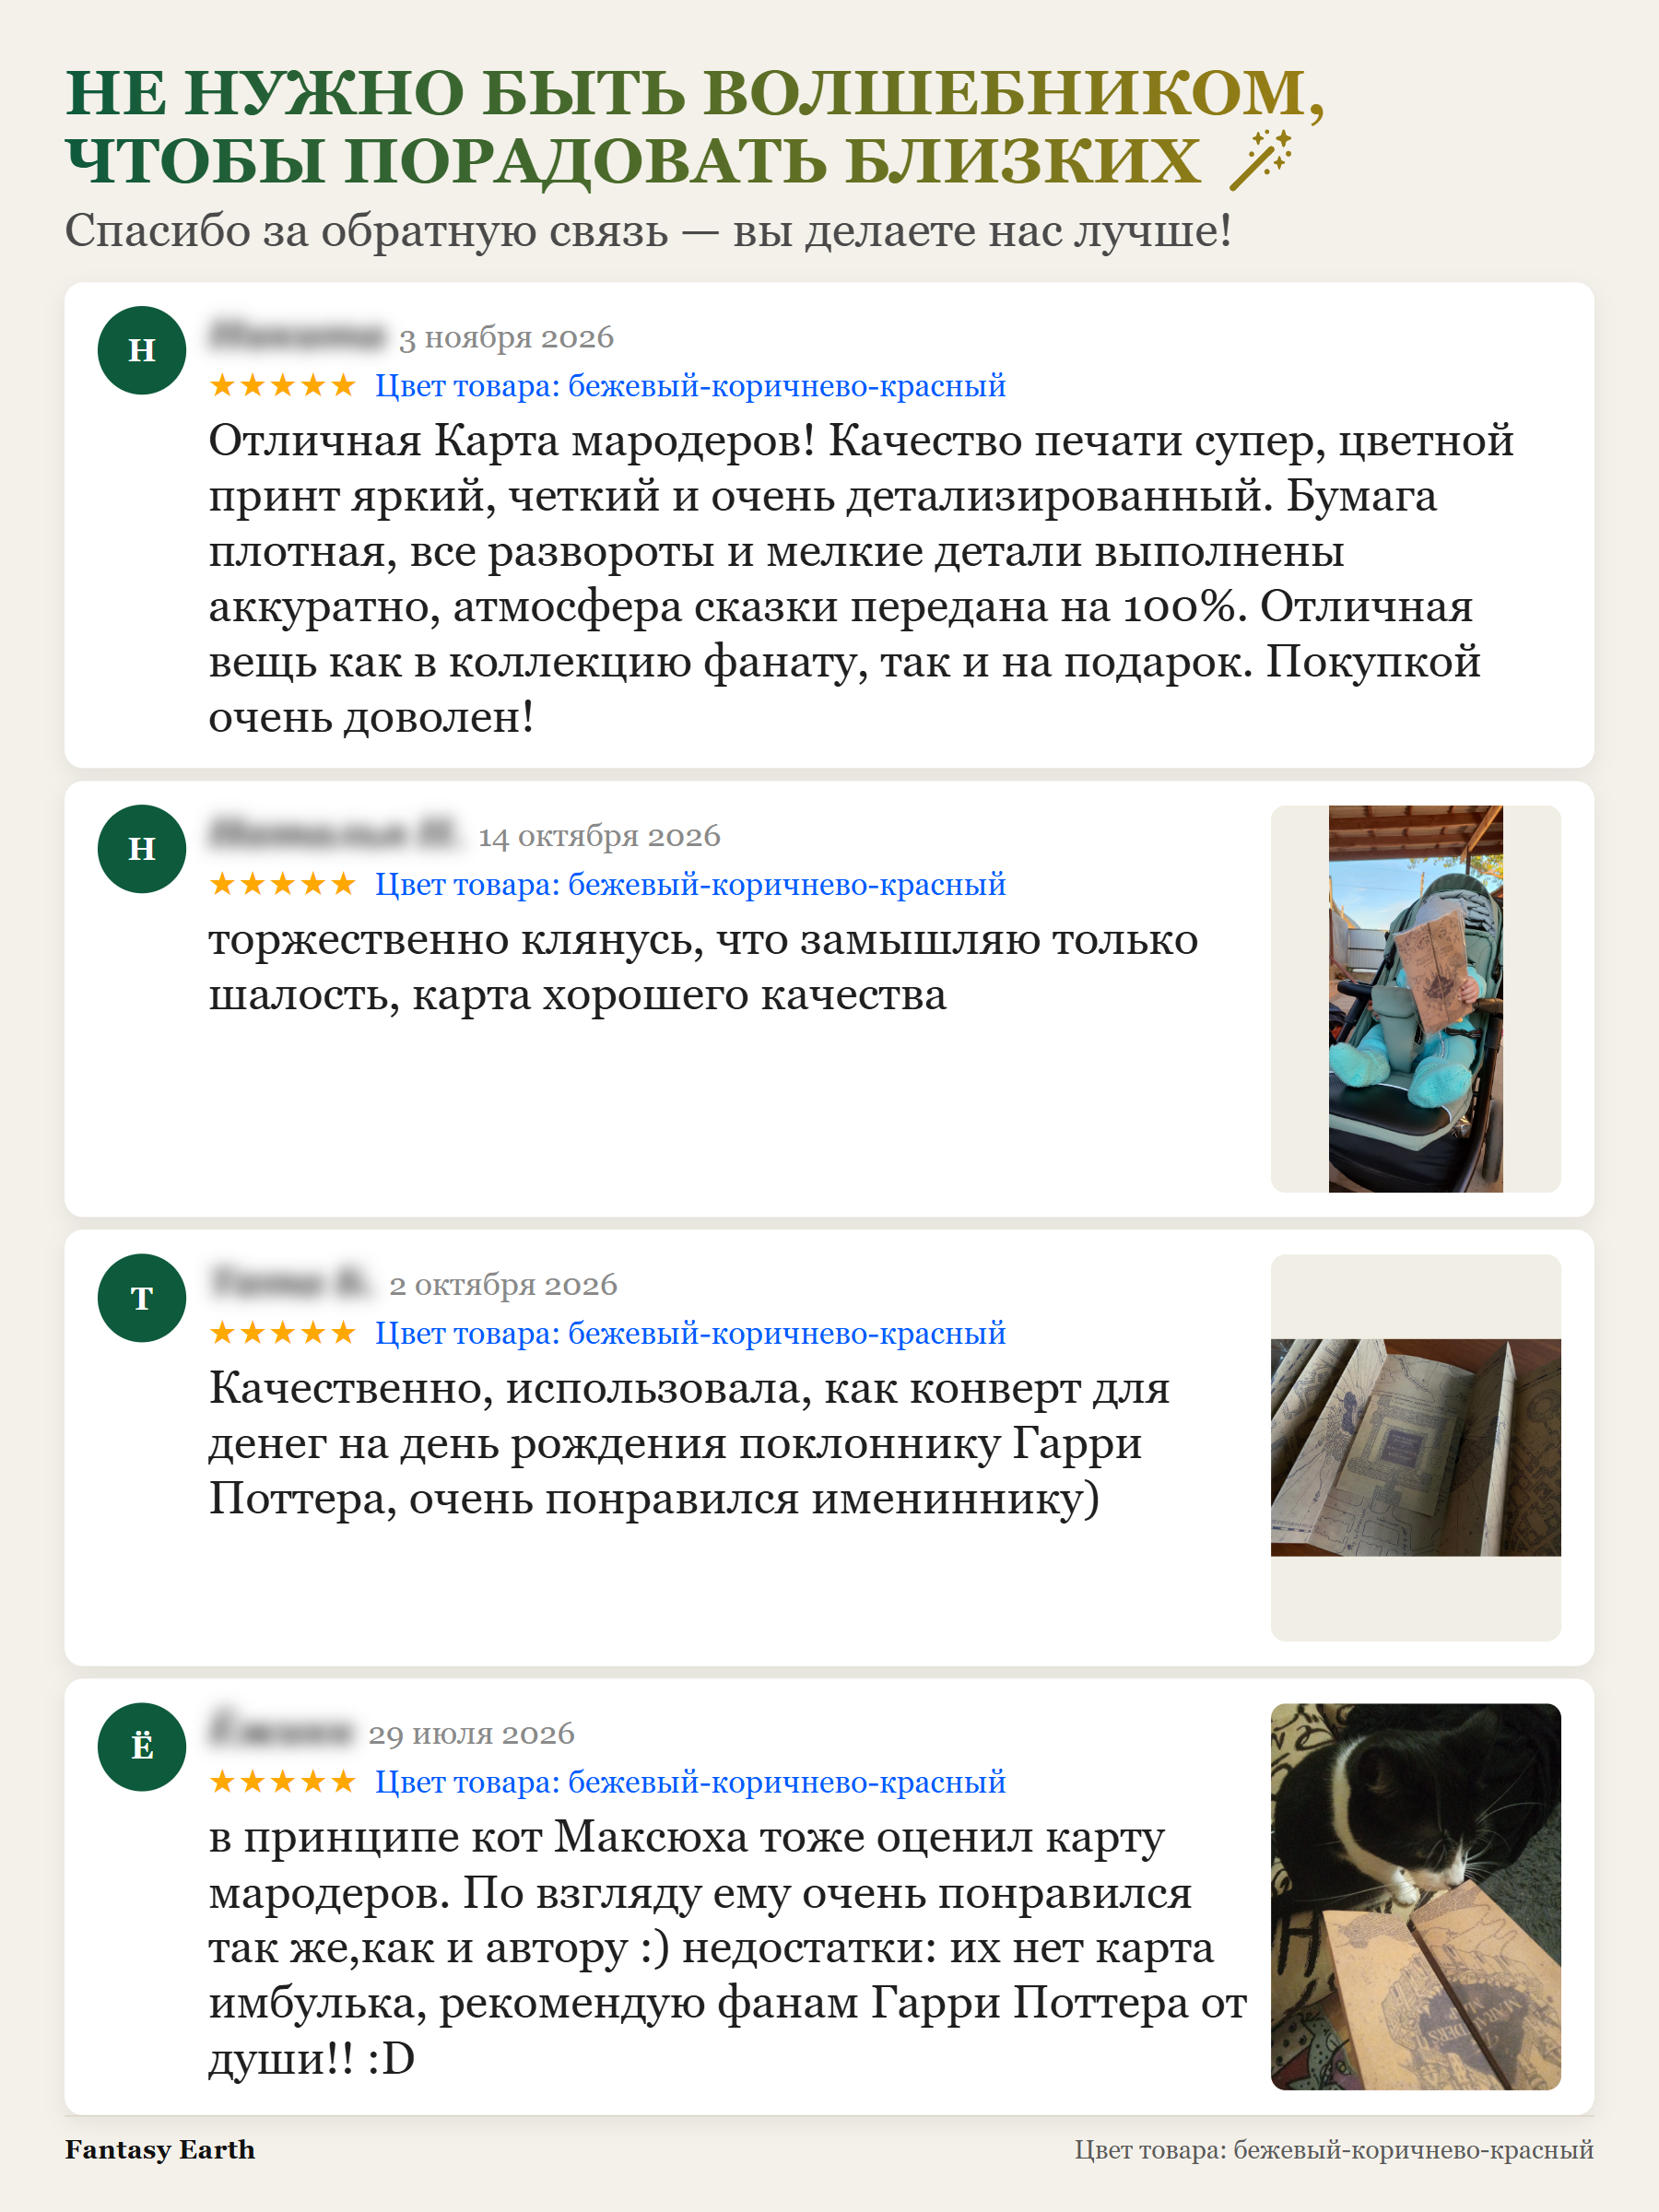 НЕ НУЖНО БЫТЬ ВОЛШЕБНИКОМ,
ЧТОБЫ ПОРАДОВАТЬ БЛИЗКИХ
Спасибо за обратную связь — вы делаете нас лучше!
Н
3 ноября 2026
★★★★★ Цвет товара: бежевый-коричнево-красный
Отличная Карта мародеров! Качество печати супер, цветной
принт яркий, четкий и очень детализированный. Бумага
плотная, все развороты и мелкие детали выполнены
аккуратно, атмосфера сказки передана на 100%. Отличная
вещь как в коллекцию фанату, так и на подарок. Покупкой
очень доволен!
Н
14 октября 2026
★★★★★ Цвет товара: бежевый-коричнево-красный
торжественно клянусь, что замышляю только
шалость, карта хорошего качества
Т
2 октября 2026
★★★★★ Цвет товара: бежевый-коричнево-красный
Качественно, использовала, как конверт для
денег на день рождения поклоннику Гарри
Поттера, очень понравился имениннику)
Ё
29 июля 2026
★★★★★ Цвет товара: бежевый-коричнево-красный
в принципе кот Максюха тоже оценил карту
мародеров. По взгляду ему очень понравился
так же,как и автору :) недостатки: их нет карта
имбулька, рекомендую фанам Гарри Поттера от
души!! :D
Fantasy Earth
Цвет товара: бежевый-коричнево-красный